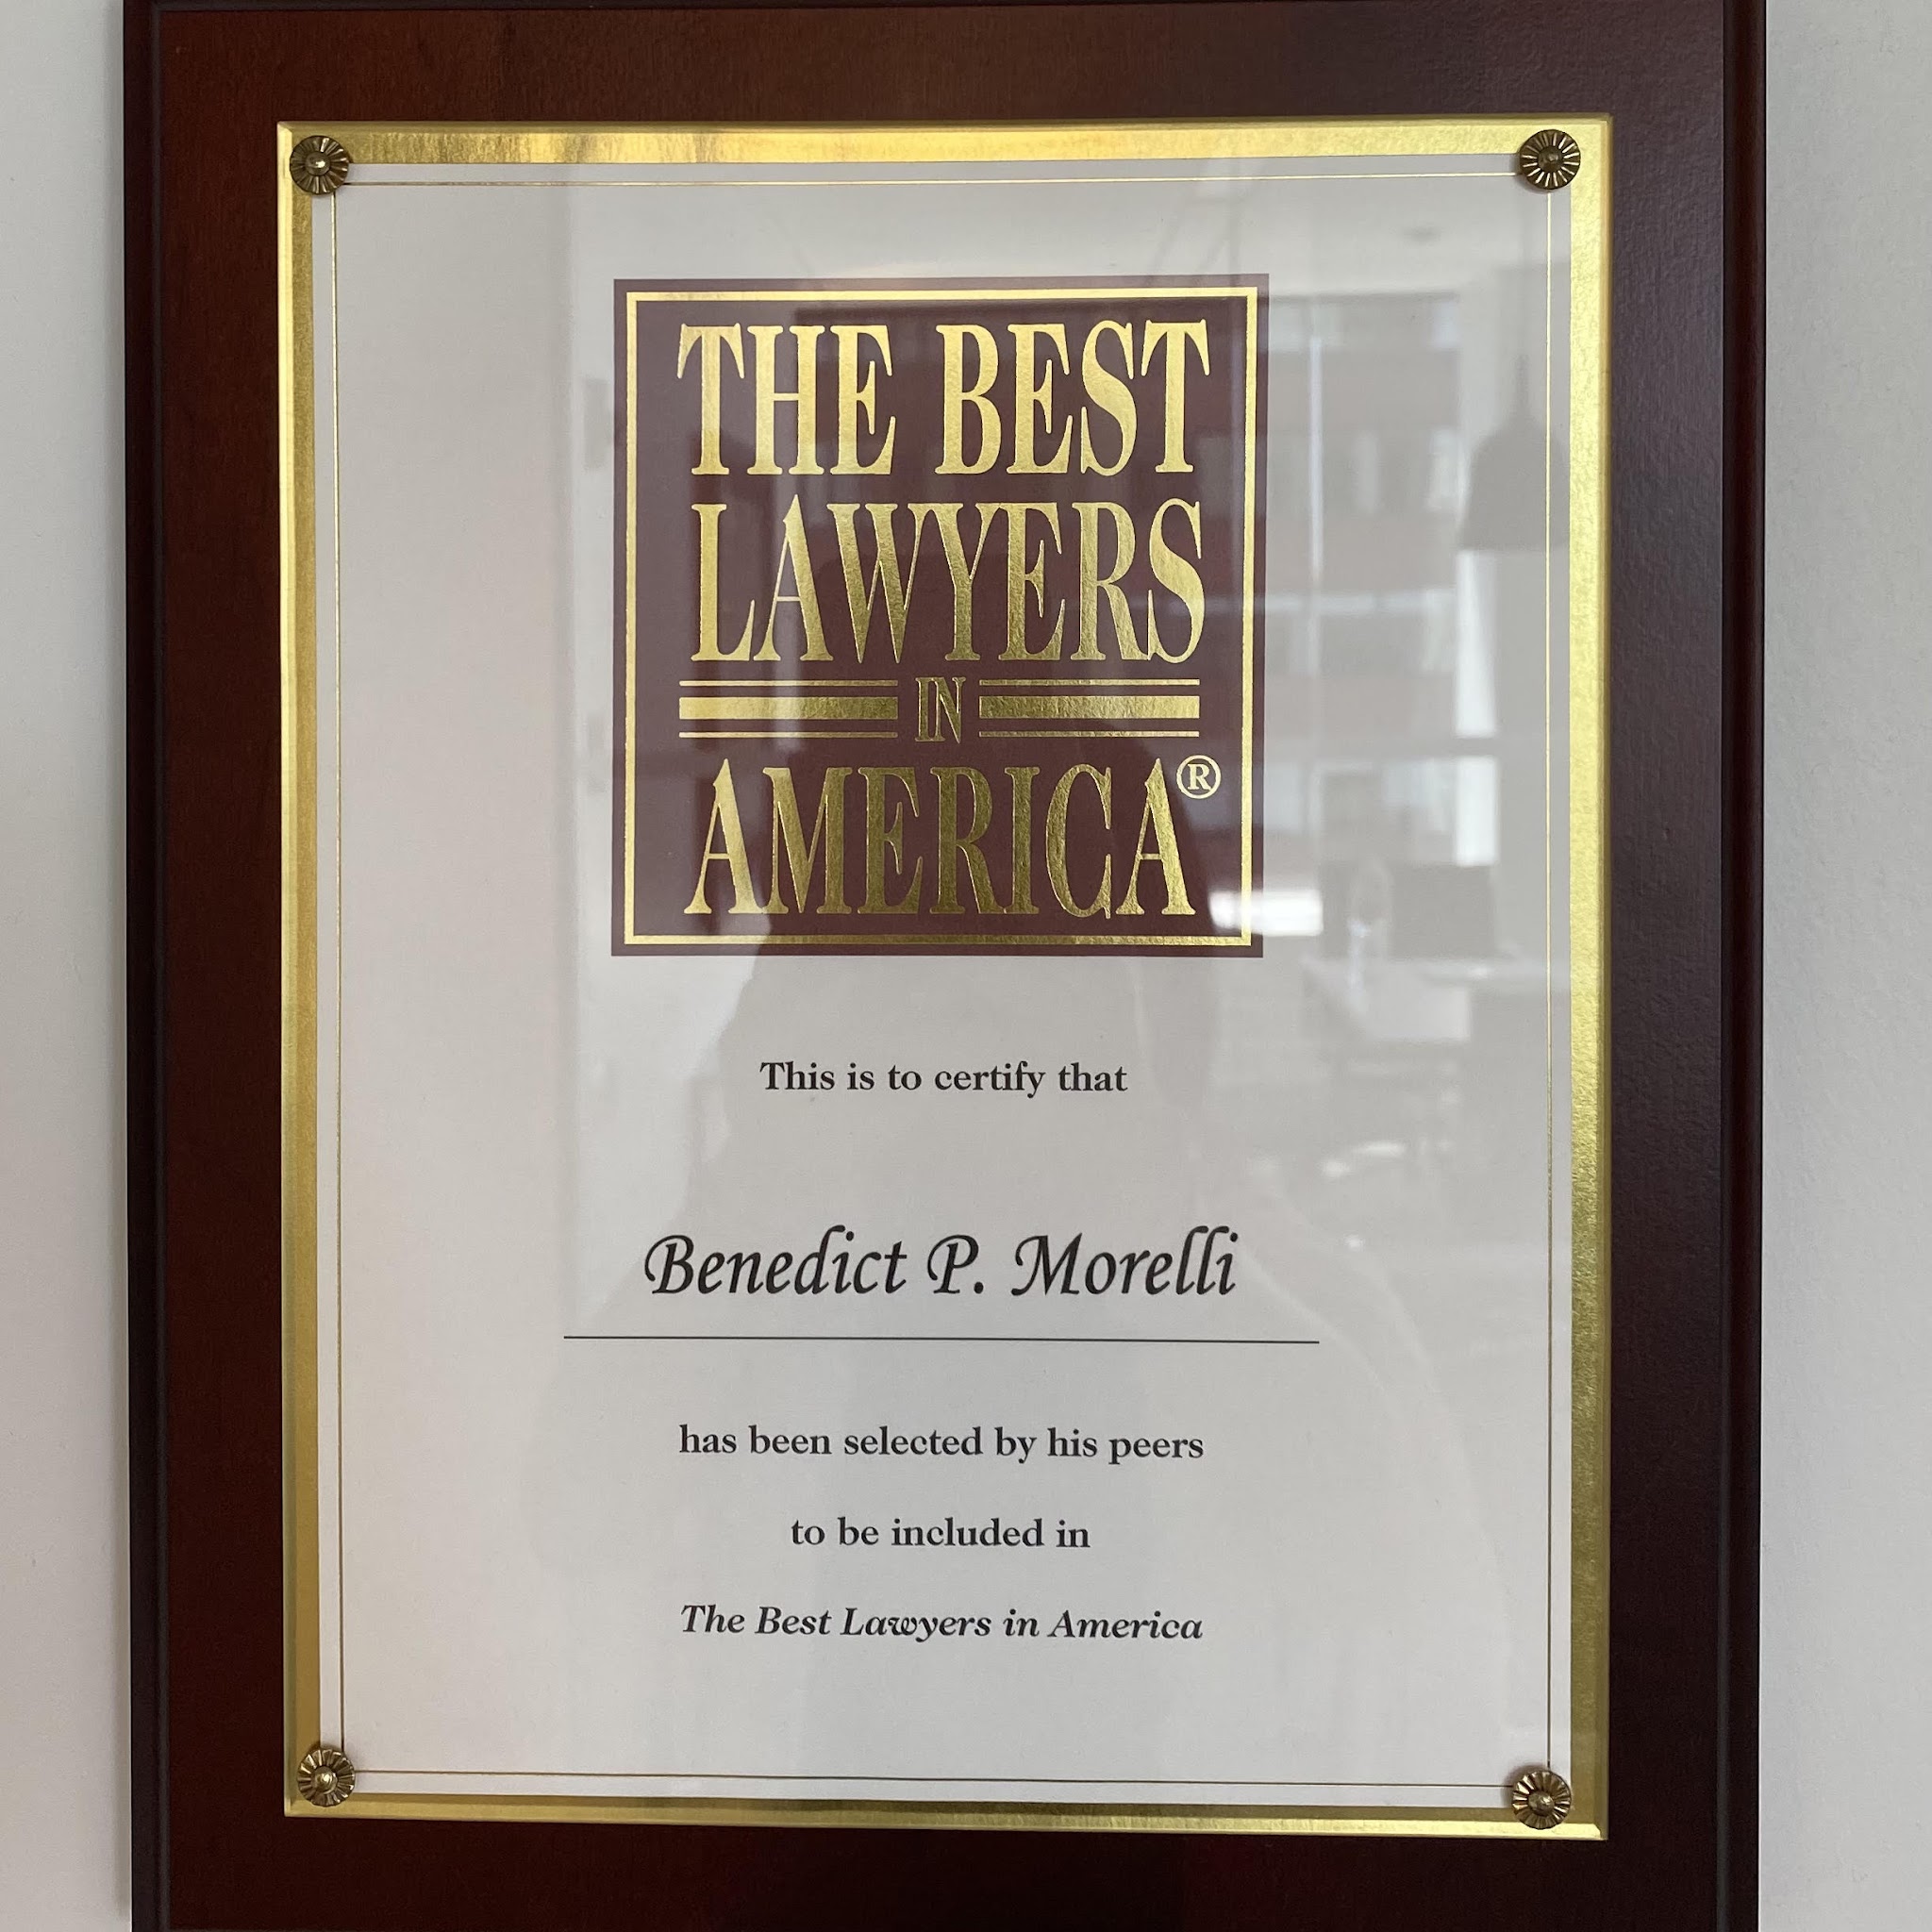 THE BEST
LAWYERS
IN
AMERICA®
This is to certify that
Benedict P. Morelli
has been selected by his peers
to be included in
The Best Lawyers in America